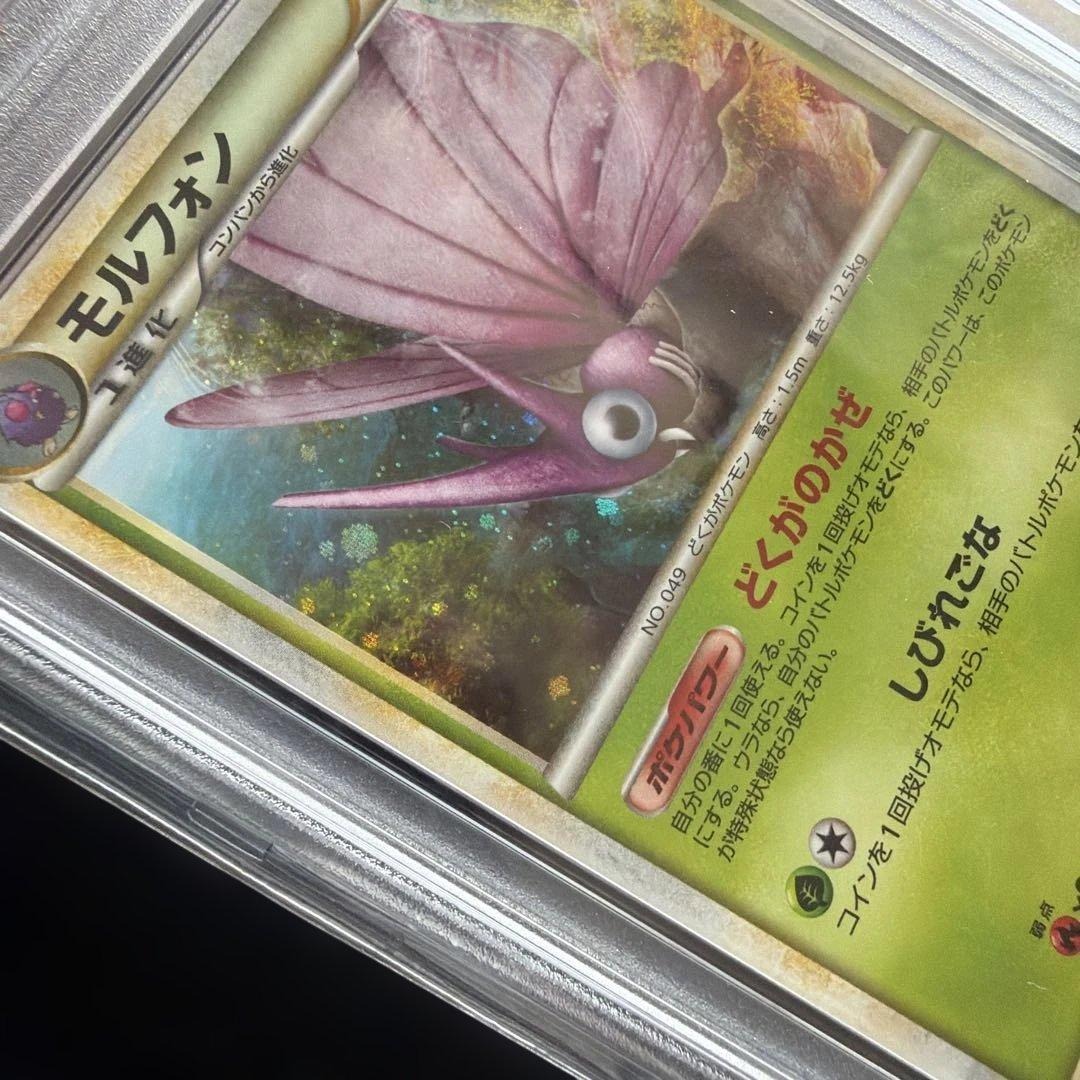 モルフォン
1進化
コンパンから進化
NO.049 どくがポケモン 高さ:1.5m 重さ:12.5kg
ポケパワー どくがのかぜ
自分の番に1回使える。コインを1回投げオモテなら、相手のバトルポケモンをどく
にする。ウラなら、自分のバトルポケモンをどくにする。このパワーは、このポケモン
が特殊状態なら使えない。
しびれごな
コインを1回投げオモテなら、相手のバトルポケモンを
弱点